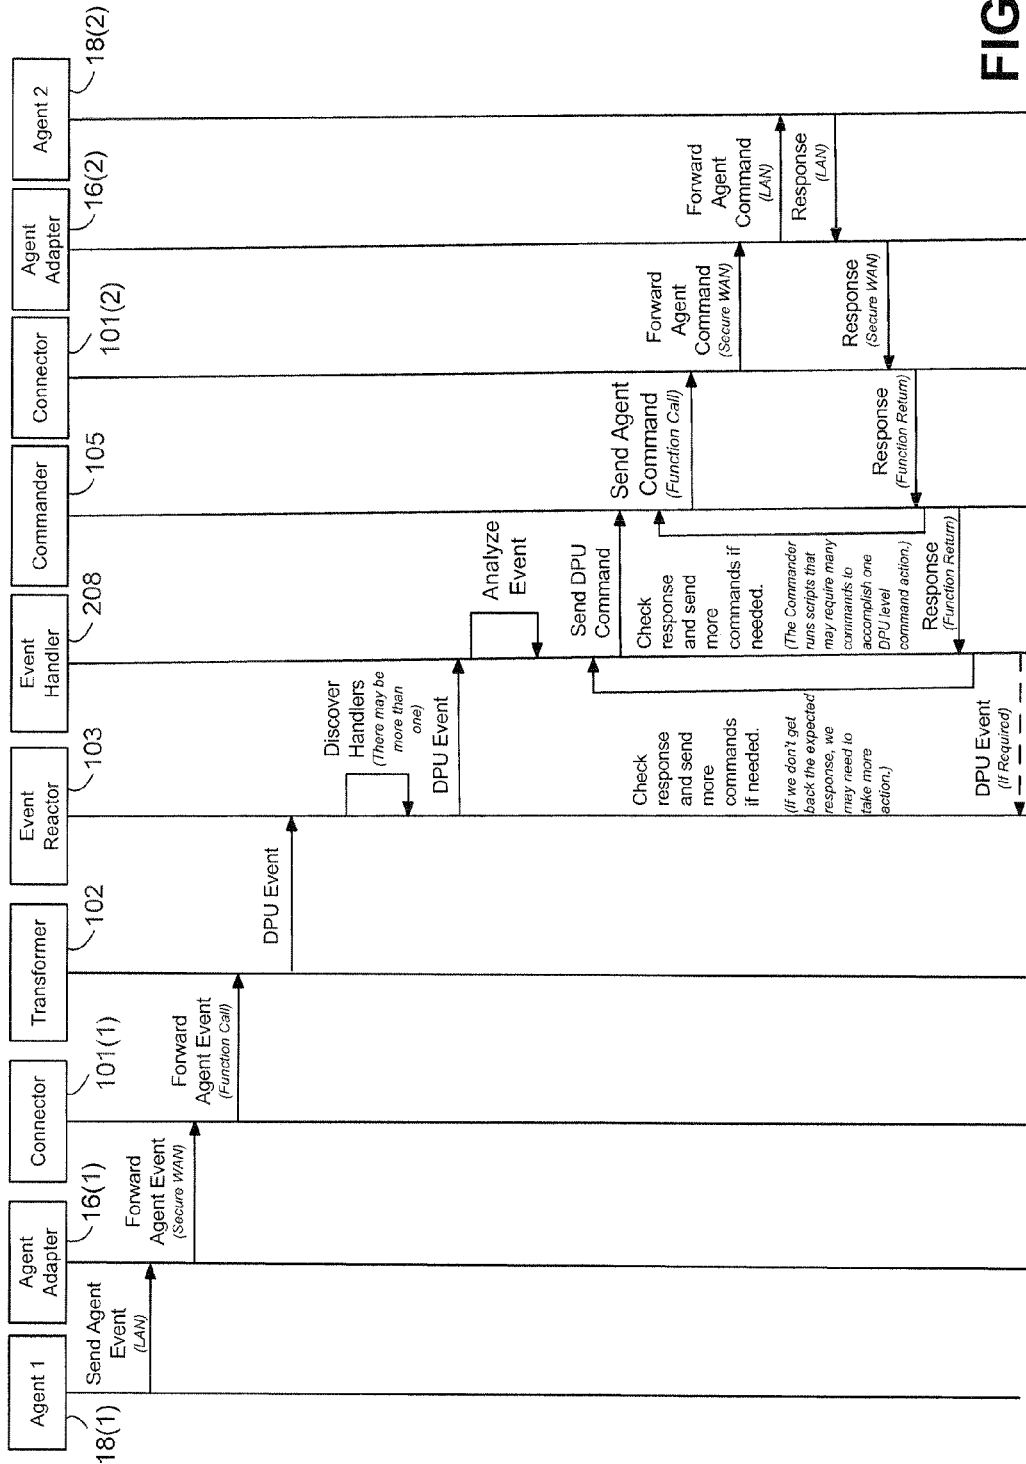 Agent 1
18(1)
Agent
Adapter
16(1)
Connector
101(1)
Transformer
102
Event
Reactor
103
Event
Handler
208
Commander
105
Connector
101(2)
Agent
Adapter
16(2)
Agent 2
18(2)
Send Agent
Event
(LAN)
Forward
Agent Event
(Secure WAN)
Forward
Agent Event
(Function Call)
DPU Event
Discover
Handlers
(There may be
more than
one)
DPU Event
Analyze
Event
Send DPU
Command
Send Agent
Command
(Function Call)
Forward
Agent
Command
(Secure WAN)
Forward
Agent
Command
(LAN)
Response
(LAN)
Response
(Secure WAN)
Response
(Function Return)
Check
response
and send
more
commands if
needed.
(The Commander
runs scripts that
may require many
commands to
accomplish one
DPU level
command action.)
Response
(Function Return)
Check
response
and send
more
commands
if needed.
(If we don't get
back the expected
response, we
may need to
take more
action.)
DPU Event
(If Required)
FIG